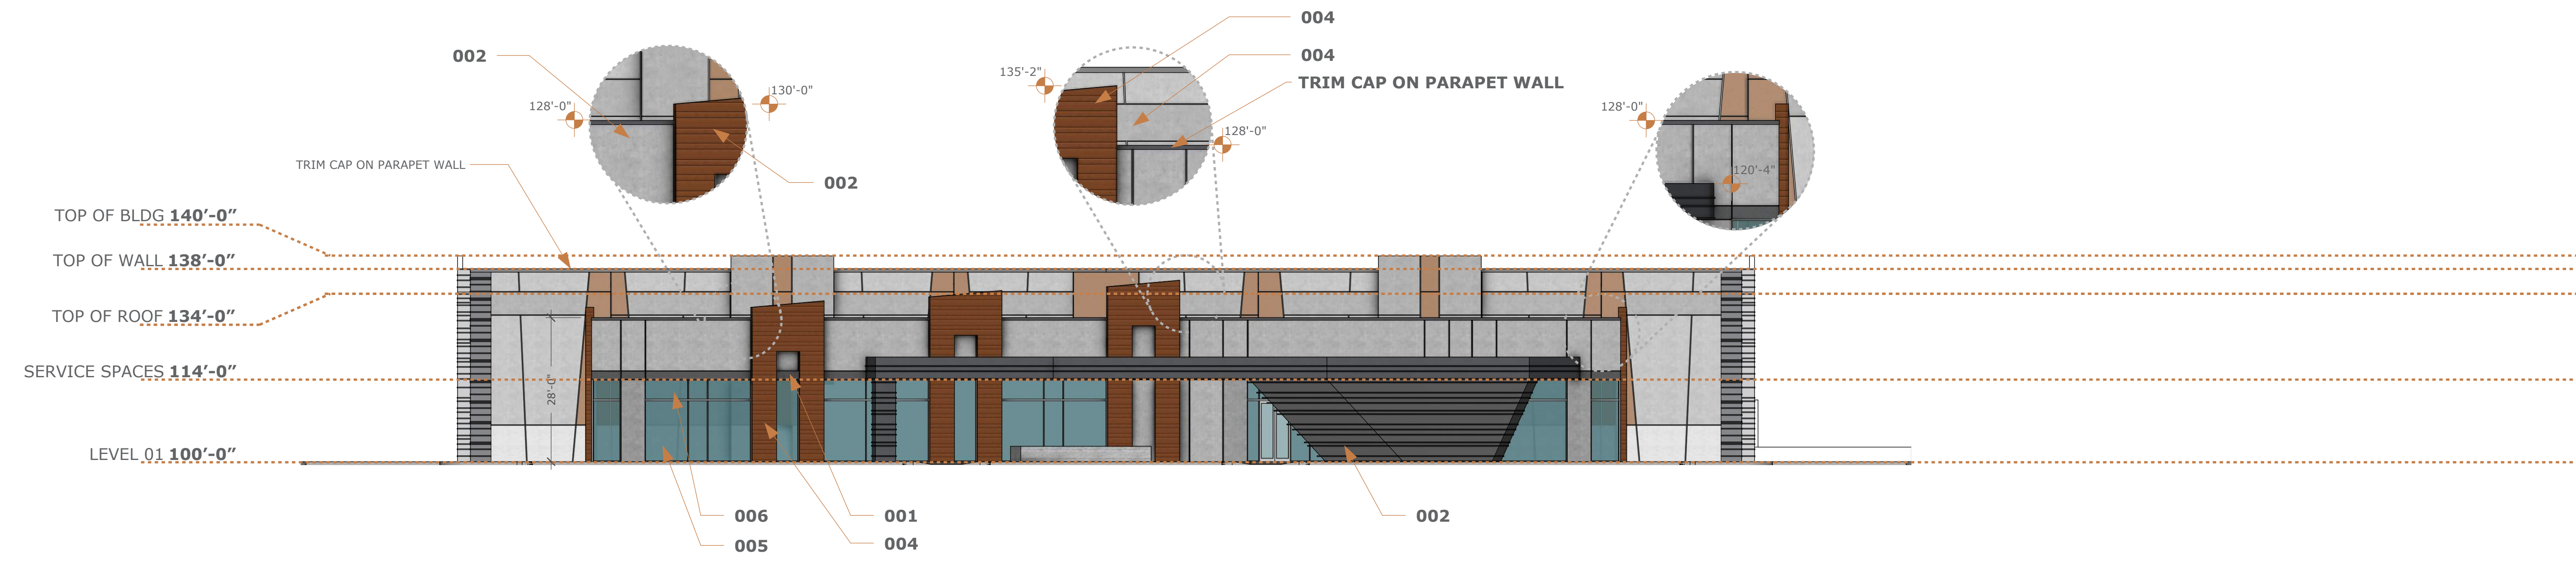 004
002
004
135'-2"
TRIM CAP ON PARAPET WALL
130'-0"
128'-0"
128'-0"
128'-0"
TRIM CAP ON PARAPET WALL
120'-4"
002
TOP OF BLDG 140'-0"
TOP OF WALL 138'-0"
TOP OF ROOF 134'-0"
SERVICE SPACES 114'-0"
28'-0"
LEVEL 01 100'-0"
006
001
002
005
004